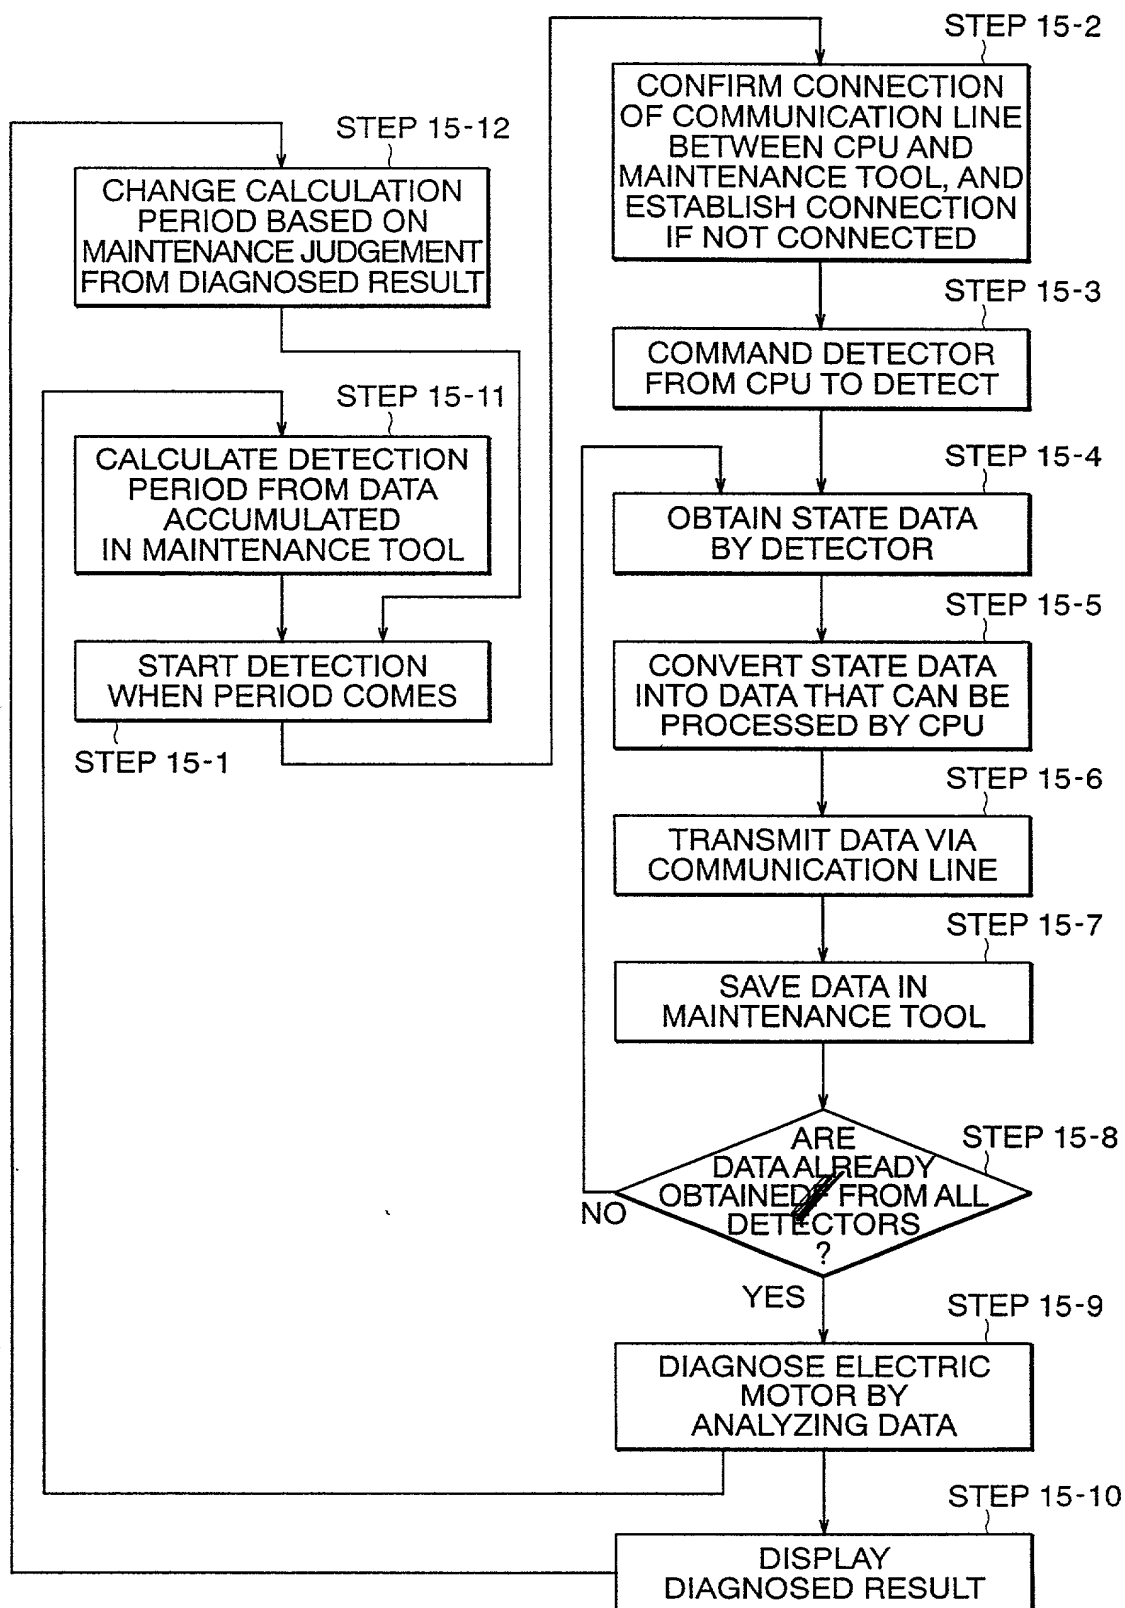 STEP 15-12
CHANGE CALCULATION
PERIOD BASED ON
MAINTENANCE JUDGEMENT
FROM DIAGNOSED RESULT
STEP 15-11
CALCULATE DETECTION
PERIOD FROM DATA
ACCUMULATED
IN MAINTENANCE TOOL
START DETECTION
WHEN PERIOD COMES
STEP 15-1
STEP 15-2
CONFIRM CONNECTION
OF COMMUNICATION LINE
BETWEEN CPU AND
MAINTENANCE TOOL, AND
ESTABLISH CONNECTION
IF NOT CONNECTED
STEP 15-3
COMMAND DETECTOR
FROM CPU TO DETECT
STEP 15-4
OBTAIN STATE DATA
BY DETECTOR
STEP 15-5
CONVERT STATE DATA
INTO DATA THAT CAN BE
PROCESSED BY CPU
STEP 15-6
TRANSMIT DATA VIA
COMMUNICATION LINE
STEP 15-7
SAVE DATA IN
MAINTENANCE TOOL
STEP 15-8
ARE
DATA ALREADY
OBTAINED FROM ALL
DETECTORS
?
NO
YES
STEP 15-9
DIAGNOSE ELECTRIC
MOTOR BY
ANALYZING DATA
STEP 15-10
DISPLAY
DIAGNOSED RESULT